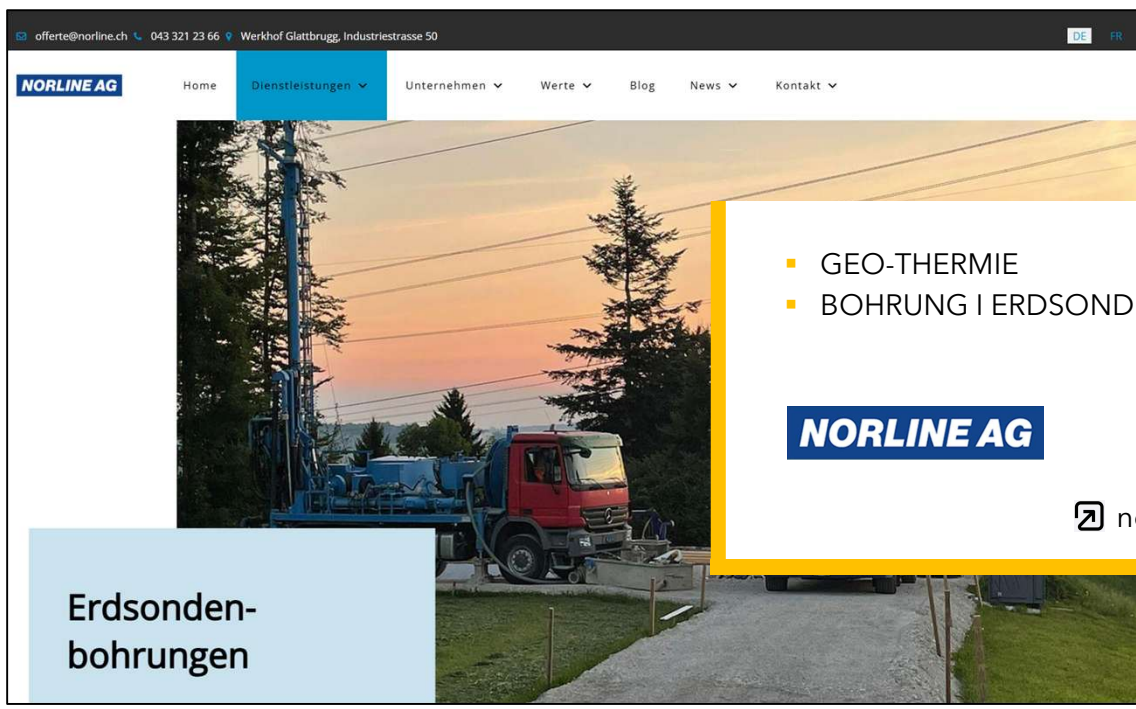 offerte@norline.ch 043 321 23 66 Werkhof Glattbrugg, Industriestrasse 50 DE FR
NORLINE AG Home Dienstleistungen Unternehmen Werte Blog News Kontakt
GEO-THERMIE
BOHRUNG I ERDSOND
NORLINE AG
Erdsonden-
bohrungen